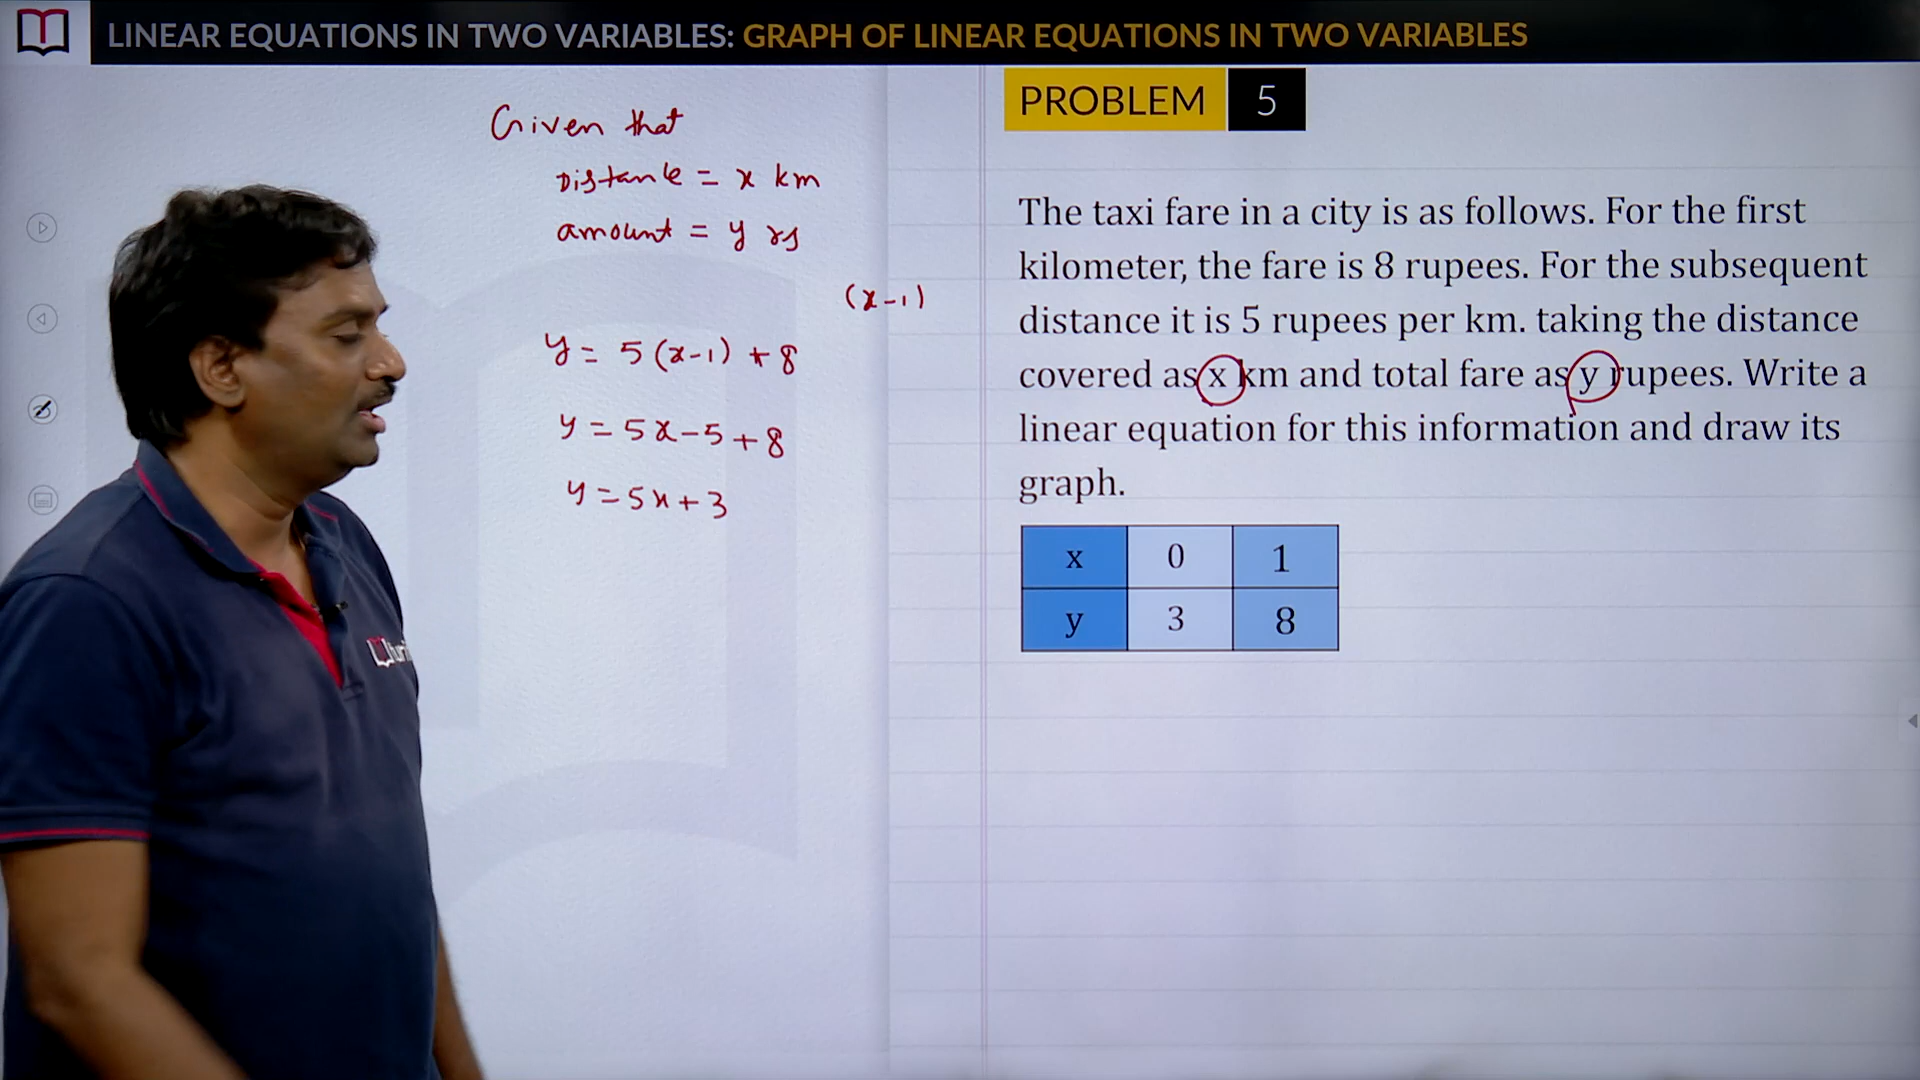 LINEAR EQUATIONS IN TWO VARIABLES: GRAPH OF LINEAR EQUATIONS IN TWO VARIABLES
Given that
Distance = x km
amount = y rs
(x-1)
y = 5(x-1) + 8
y = 5x-5+8
y = 5x+3
PROBLEM 5
The taxi fare in a city is as follows. For the first
kilometer, the fare is 8 rupees. For the subsequent
distance it is 5 rupees per km. taking the distance
covered as x km and total fare as y rupees. Write a
linear equation for this information and draw its
graph.
x 0 1
y 3 8